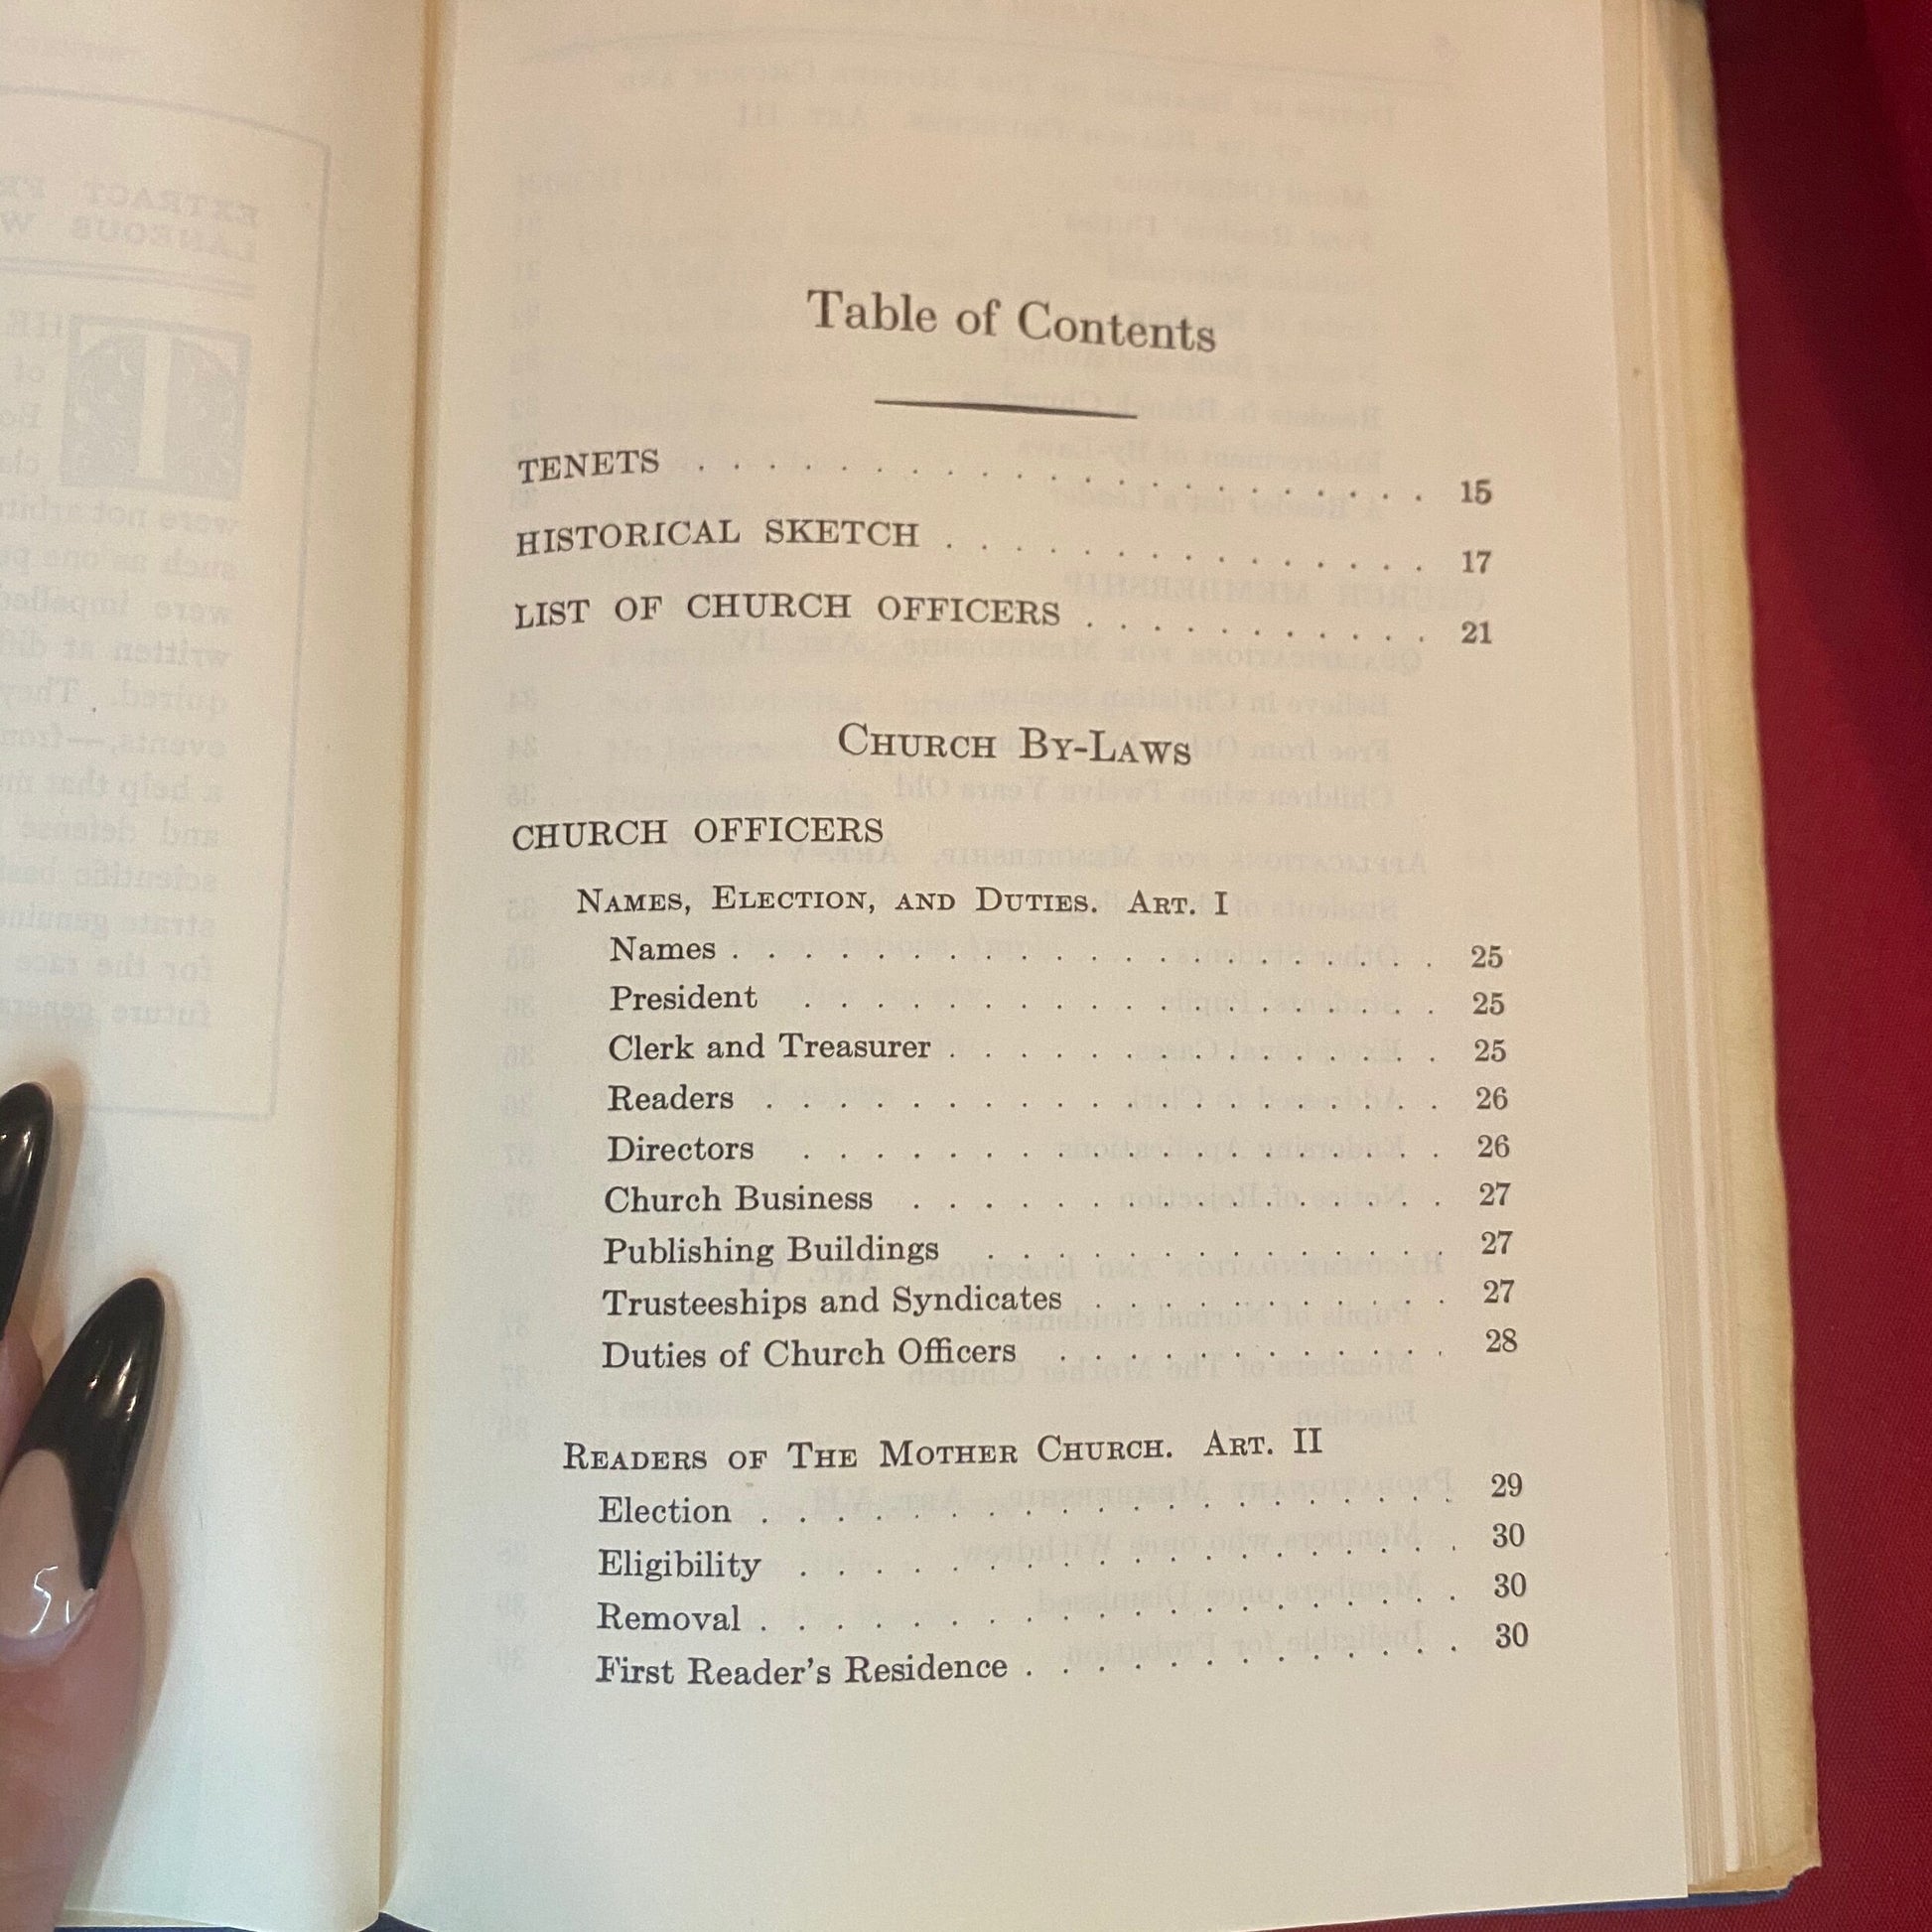 Table of Contents
TENETS . . . . . . . . . . . . . . . . . . . . . 15
HISTORICAL SKETCH . . . . . . . . . . . . . . 17
LIST OF CHURCH OFFICERS . . . . . . . . . . 21
CHURCH BY-LAWS
CHURCH OFFICERS
NAMES, ELECTION, AND DUTIES. ART. I
Names . . . . . . . . . . . . . . . . . . . . 25
President . . . . . . . . . . . . . . . . . . 25
Clerk and Treasurer . . . . . . . . . . . . . . 25
Readers . . . . . . . . . . . . . . . . . . . 26
Directors . . . . . . . . . . . . . . . . . . 26
Church Business . . . . . . . . . . . . . . . 27
Publishing Buildings . . . . . . . . . . . . . 27
Trusteeships and Syndicates . . . . . . . . . . 27
Duties of Church Officers . . . . . . . . . . . 28
READERS OF THE MOTHER CHURCH. ART. II
Election . . . . . . . . . . . . . . . . . . . . 29
Eligibility . . . . . . . . . . . . . . . . . . . 30
Removal . . . . . . . . . . . . . . . . . . . . 30
First Reader's Residence . . . . . . . . . . . . . 30